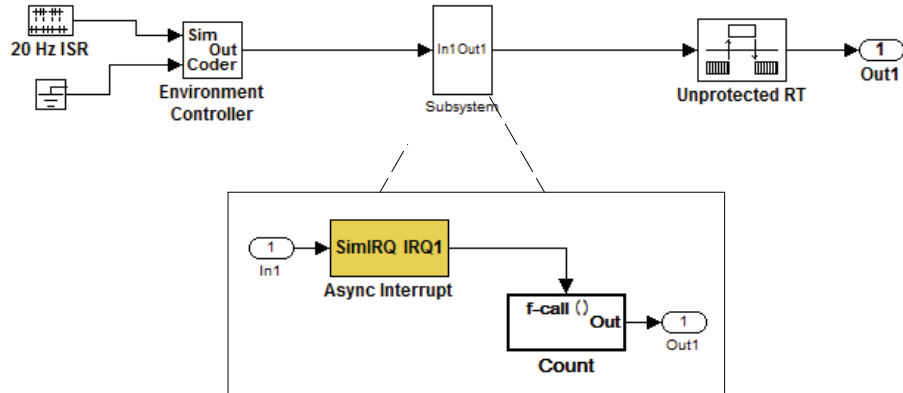 20 Hz ISR
Sim
Out
Coder
Environment
Controller
In1 Out1
Subsystem
Unprotected RT
1
Out1
1
In1
SimIRQ IRQ1
Async Interrupt
f-call ()
Out
Count
1
Out1